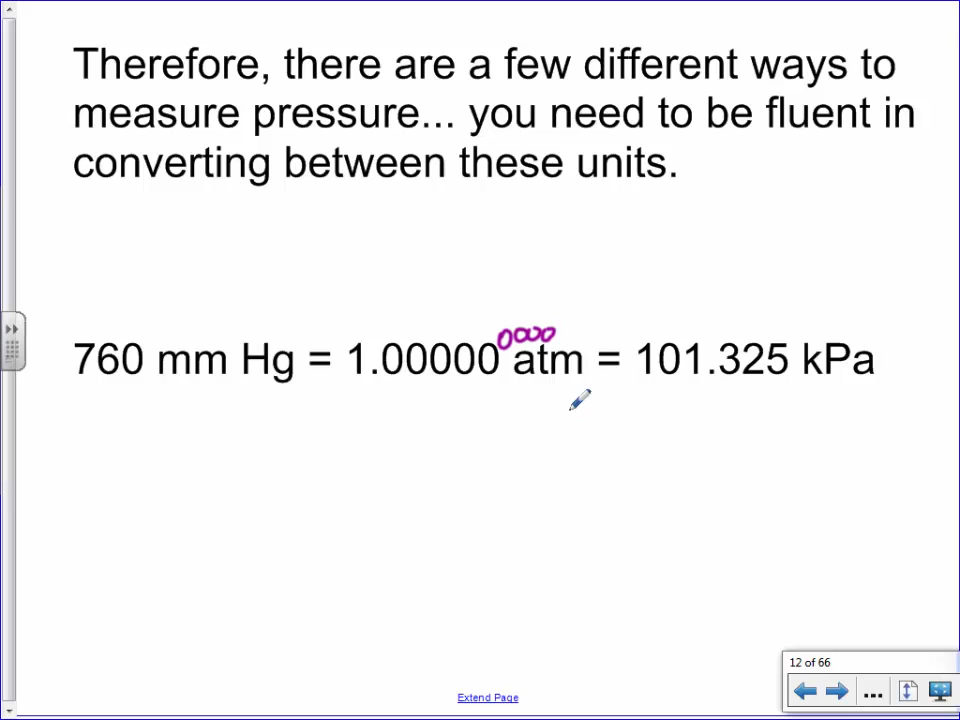 Therefore, there are a few different ways to
measure pressure... you need to be fluent in
converting between these units.
0000
760 mm Hg = 1.00000 atm = 101.325 kPa
12 of 66
...
Extend Page